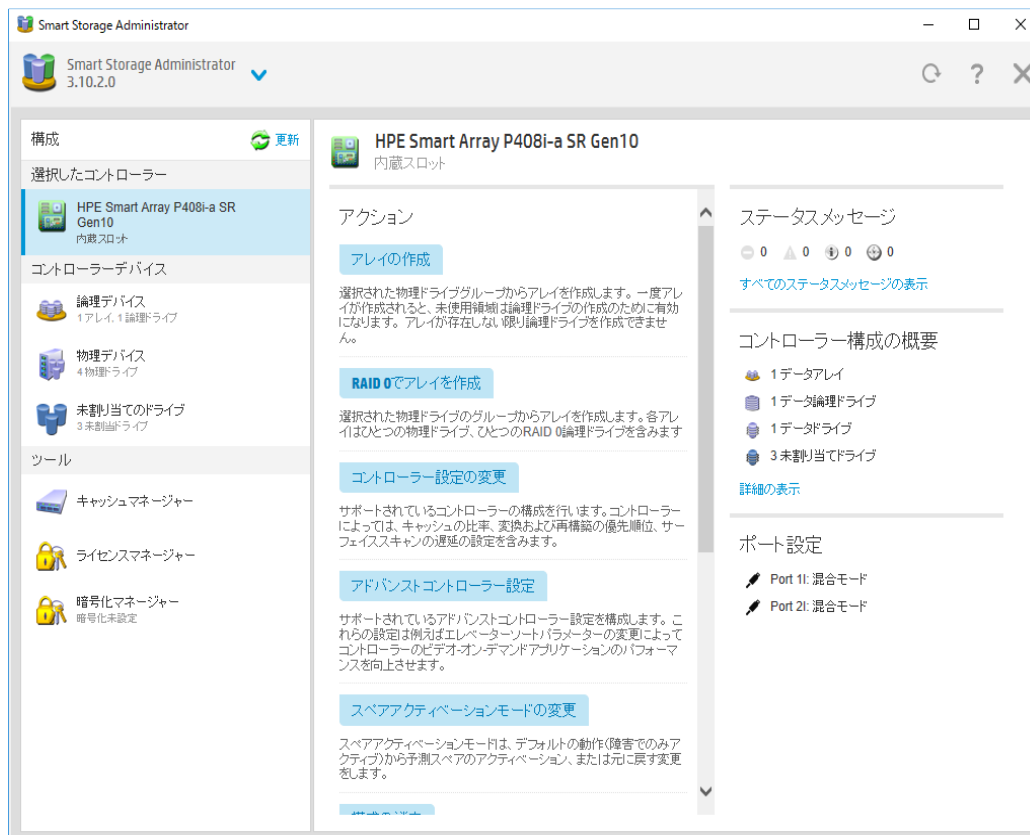 Smart Storage Administrator
Smart Storage Administrator
3.10.2.0
構成
更新
選択したコントローラー
HPE Smart Array P408i-a SR
Gen10
内蔵スロット
コントローラーデバイス
論理デバイス
1 アレイ, 1 論理ドライブ
物理デバイス
4 物理ドライブ
未割り当てのドライブ
3 未割当ドライブ
ツール
キャッシュマネージャー
ライセンスマネージャー
暗号化マネージャー
暗号化未設定
HPE Smart Array P408i-a SR Gen10
内蔵スロット
アクション
アレイの作成
選択された物理ドライブグループからアレイを作成します。一度アレ
イが作成されると、未使用領域は論理ドライブの作成のために有効
になります。アレイが存在しない限り論理ドライブを作成できませ
ん。
RAID 0でアレイを作成
選択された物理ドライブのグループからアレイを作成します。各アレ
イはひとつの物理ドライブ、ひとつのRAID 0論理ドライブを含みます
コントローラー設定の変更
サポートされているコントローラーの構成を行います。コントローラー
によっては、キャッシュの比率、変換および再構築の優先順位、サー
フェイススキャンの遅延の設定を含みます。
アドバンストコントローラー設定
サポートされているアドバンストコントローラー設定を構成します。こ
れらの設定は例えばエレベーターソートパラメーターの変更によって
コントローラーのビデオ-オン-デマンドアプリケーションのパフォーマ
ンスを向上させます。
スペアアクティベーションモードの変更
スペアアクティベーションモードは、デフォルトの動作(障害でのみア
クティブ)から予測スペアのアクティベーション、または元に戻す変更
をします。
ステータスメッセージ
0 0 0 0
すべてのステータスメッセージの表示
コントローラー構成の概要
1 データアレイ
1 データ論理ドライブ
1 データドライブ
3 未割り当てドライブ
詳細の表示
ポート設定
Port 1I: 混合モード
Port 2I: 混合モード